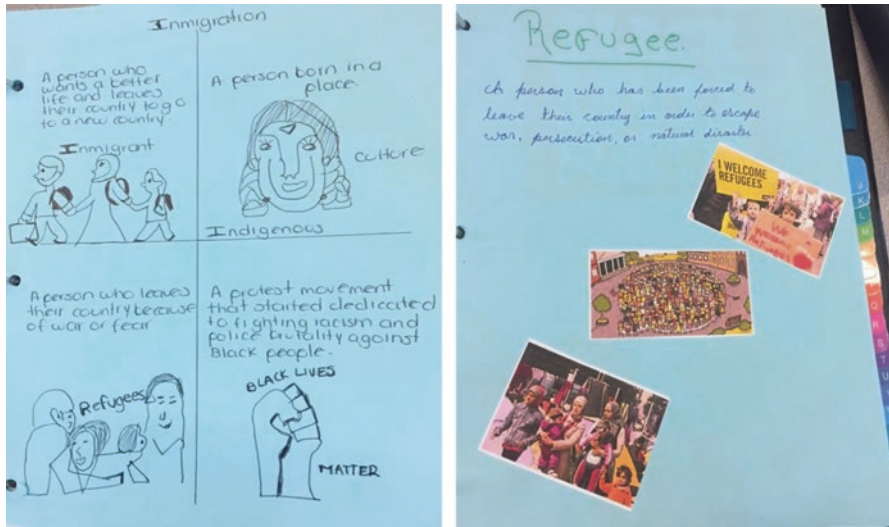 Inmigration
A person who
wants a better
life and leaves
their country to go
to a new country.
Inmigrant
A person born in a
place.
culture
Indigenous
A person who leaves
their country because
of war or fear
Refugees
A protest movement
that started dedicated
to fighting racism and
police brutality against
Black people.
BLACK LIVES
MATTER
Refugee.
A person who has been forced to
leave their country in order to escape
war, persecution, or natural disaster
I WELCOME
REFUGEES
We
J
K
L
M
Q
R
S
T
U